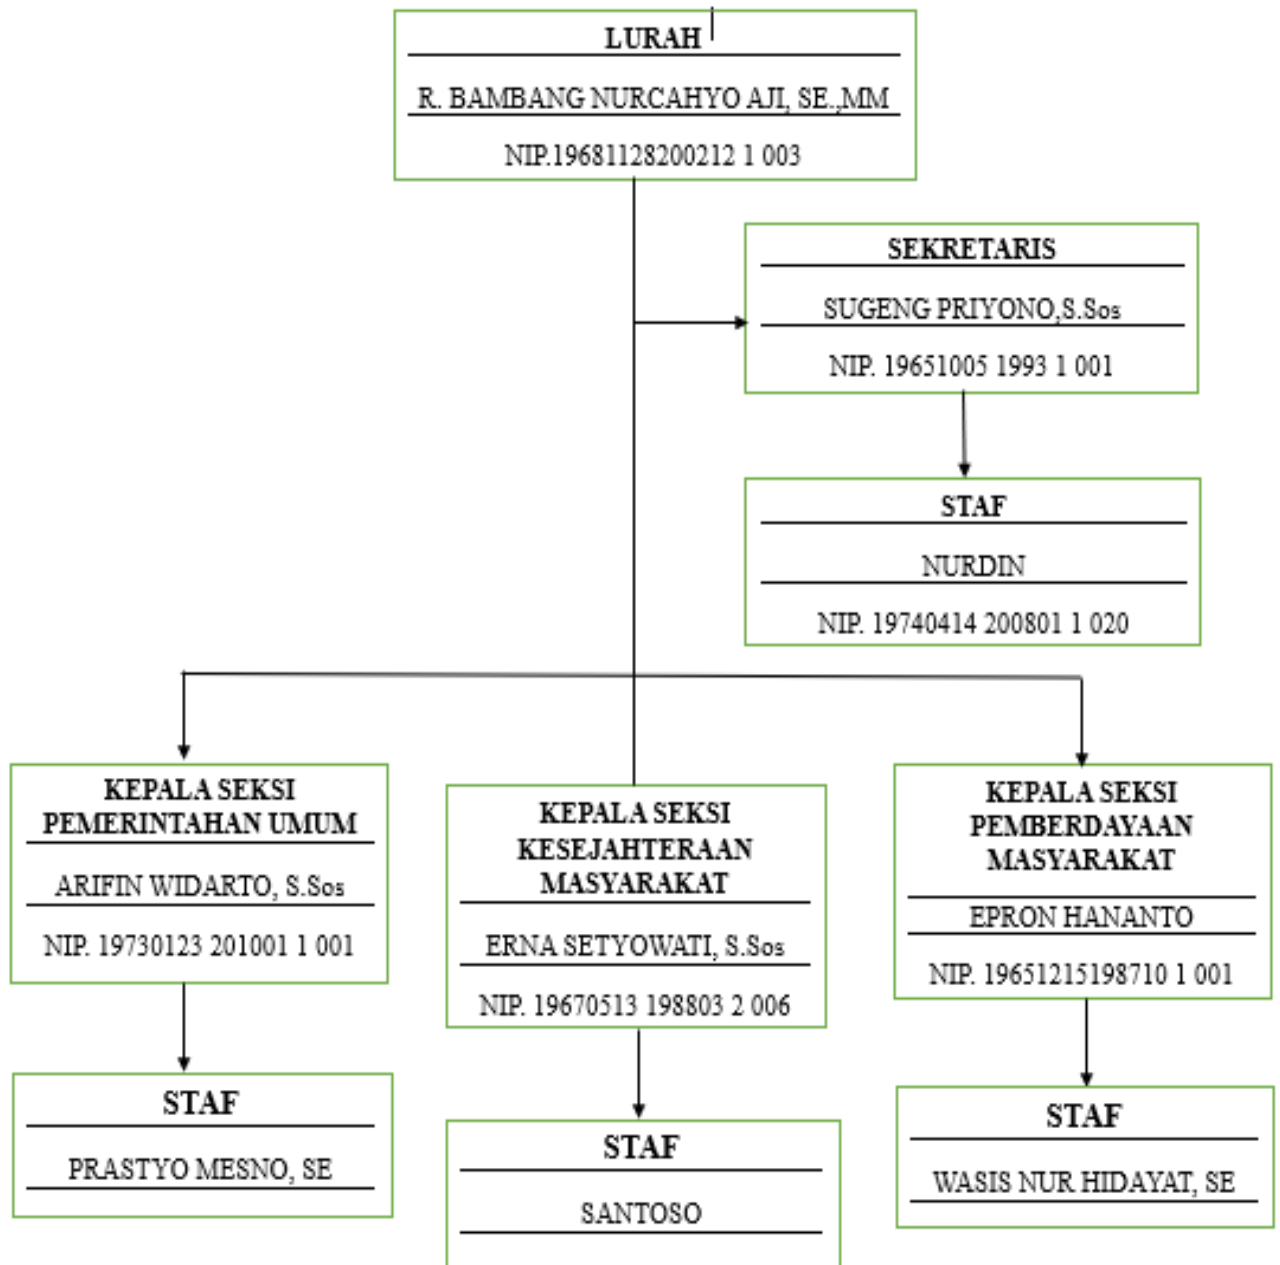 LURAH
R. BAMBANG NURCAHYO AJI, SE.,MM
NIP.19681128200212 1 003
SEKRETARIS
SUGENG PRIYONO,S.Sos
NIP. 19651005 1993 1 001
STAF
NURDIN
NIP. 19740414 200801 1 020
KEPALA SEKSI
PEMERINTAHAN UMUM
ARIFIN WIDARTO, S.Sos
NIP. 19730123 201001 1 001
KEPALA SEKSI
KESEJAHTERAAN
MASYARAKAT
ERNA SETYOWATI, S.Sos
NIP. 19670513 198803 2 006
KEPALA SEKSI
PEMBERDAYAAN
MASYARAKAT
EPRON HANANTO
NIP. 19651215198710 1 001
STAF
PRASTYO MESNO, SE
STAF
SANTOSO
STAF
WASIS NUR HIDAYAT, SE